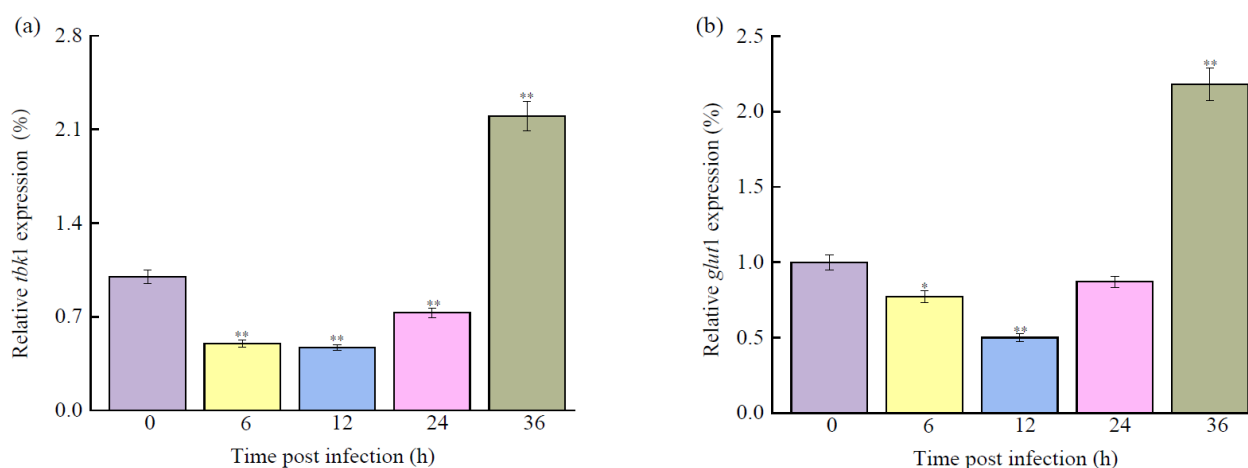 (a)
Relative tbk1 expression (%)
2.8
2.1
1.4
0.7
0.0
**
**
**
**
0 6 12 24 36
Time post infection (h)
(b)
Relative glut1 expression (%)
2.5
2.0
1.5
1.0
0.5
0.0
*
**
**
0 6 12 24 36
Time post infection (h)